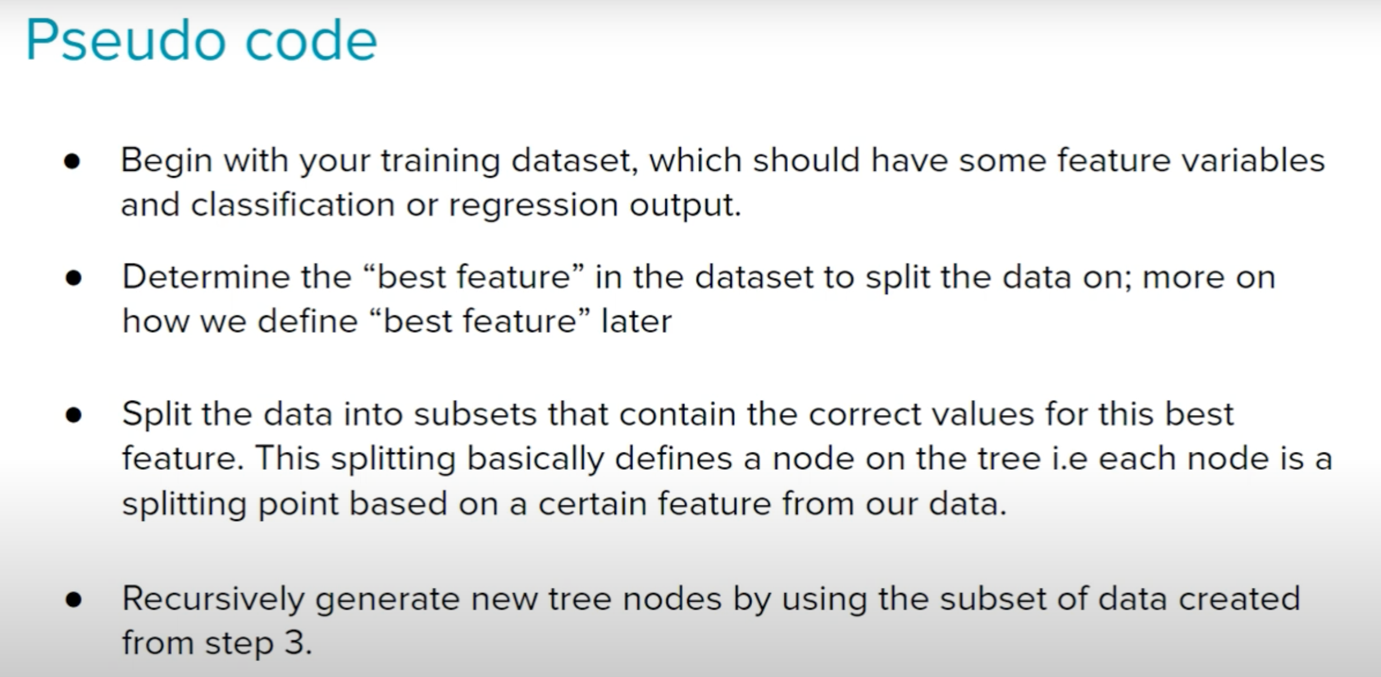 Pseudo code
● Begin with your training dataset, which should have some feature variables
and classification or regression output.
● Determine the “best feature” in the dataset to split the data on; more on
how we define “best feature” later
● Split the data into subsets that contain the correct values for this best
feature. This splitting basically defines a node on the tree i.e each node is a
splitting point based on a certain feature from our data.
● Recursively generate new tree nodes by using the subset of data created
from step 3.